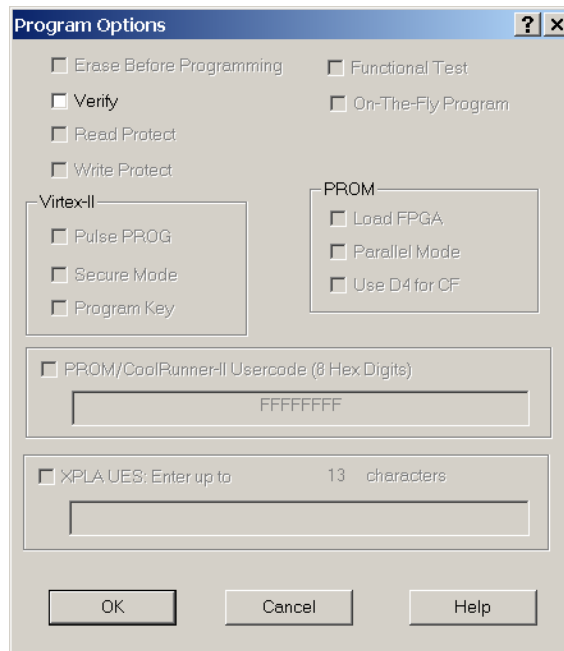 Program Options
Erase Before Programming
Functional Test
Verify
On-The-Fly Program
Read Protect
Write Protect
Virtex-II
Pulse PROG
Secure Mode
Program Key
PROM
Load FPGA
Parallel Mode
Use D4 for CF
PROM/CoolRunner-II Usercode (8 Hex Digits)
FFFFFFFF
XPLA UES: Enter up to 13 characters
OK
Cancel
Help